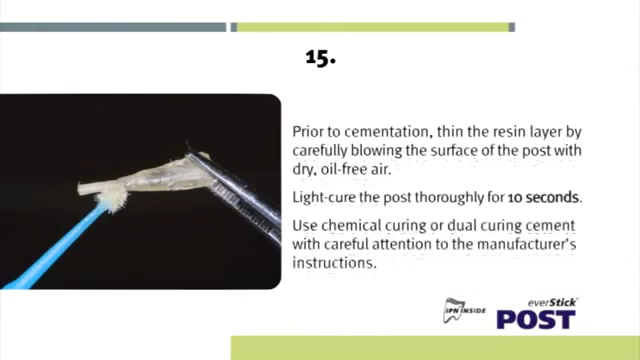 15.
Prior to cementation, thin the resin layer by
carefully blowing the surface of the post with
dry, oil-free air.
Light-cure the post thoroughly for 10 seconds.
Use chemical curing or dual curing cement
with careful attention to the manufacturer's
instructions.
IPN INSIDE
everStick
POST